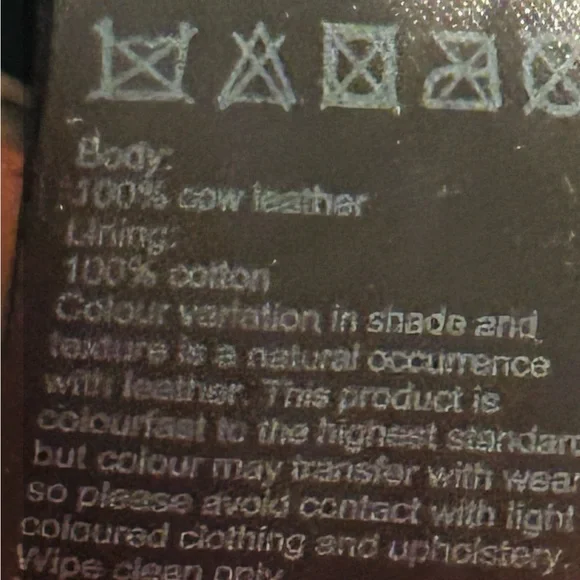 Body:
100% cow leather
Lining:
100% cotton
Colour variation in shade and
texture is a natural occurrence
with leather. This product is
colourfast to the highest standard
but colour may transfer with wear
so please avoid contact with light
coloured clothing and upholstery.
Wipe clean only